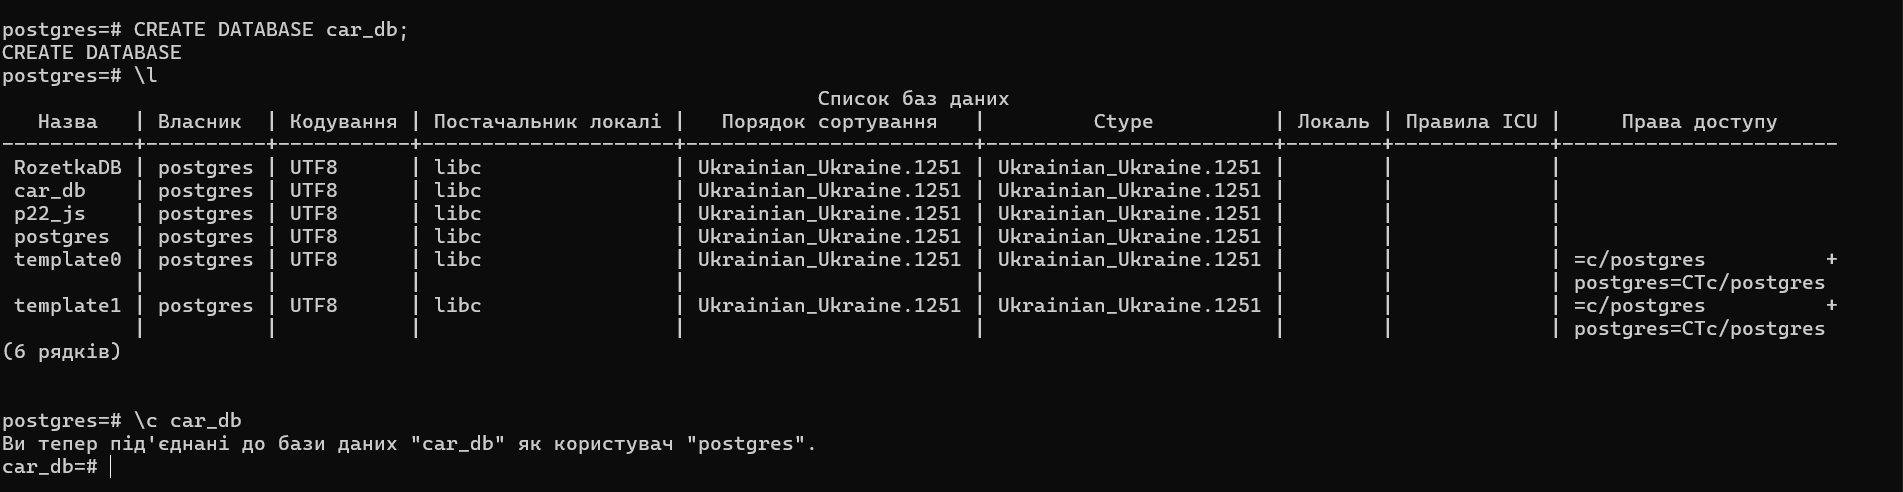 postgres=# CREATE DATABASE car_db;
CREATE DATABASE
postgres=# \l
                                                                    Список баз даних
   Назва   | Власник  | Кодування | Постачальник локалі |   Порядок сортування   |         Ctype          | Локаль | Правила ICU |     Права доступу
-----------+----------+-----------+---------------------+------------------------+------------------------+--------+-------------+-----------------------
 RozetkaDB | postgres | UTF8      | libc                | Ukrainian_Ukraine.1251 | Ukrainian_Ukraine.1251 |        |             |
 car_db    | postgres | UTF8      | libc                | Ukrainian_Ukraine.1251 | Ukrainian_Ukraine.1251 |        |             |
 p22_js    | postgres | UTF8      | libc                | Ukrainian_Ukraine.1251 | Ukrainian_Ukraine.1251 |        |             |
 postgres  | postgres | UTF8      | libc                | Ukrainian_Ukraine.1251 | Ukrainian_Ukraine.1251 |        |             |
 template0 | postgres | UTF8      | libc                | Ukrainian_Ukraine.1251 | Ukrainian_Ukraine.1251 |        |             | =c/postgres          +
           |          |           |                     |                        |                        |        |             | postgres=CTc/postgres
 template1 | postgres | UTF8      | libc                | Ukrainian_Ukraine.1251 | Ukrainian_Ukraine.1251 |        |             | =c/postgres          +
           |          |           |                     |                        |                        |        |             | postgres=CTc/postgres
(6 рядків)
postgres=# \c car_db
Ви тепер під'єднані до бази даних "car_db" як користувач "postgres".
car_db=#